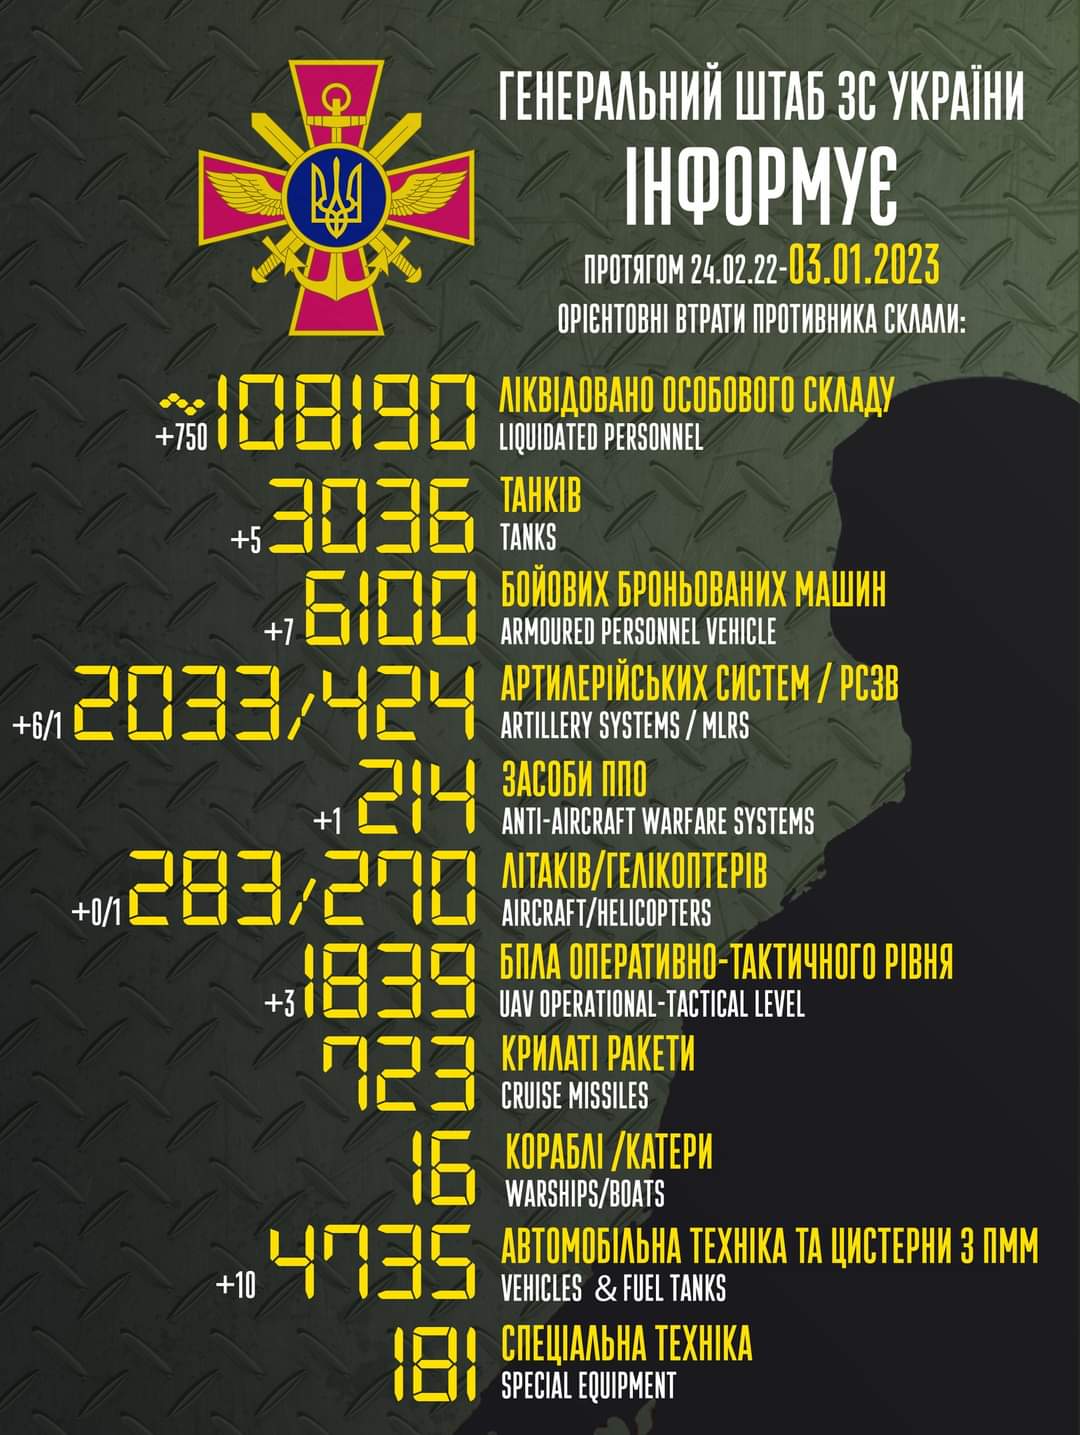 ГЕНЕРАЛЬНИЙ ШТАБ ЗС УКРАЇНИ
ІНФОРМУЄ
ПРОТЯГОМ 24.02.22-03.01.2023
ОРІЄНТОВНІ ВТРАТИ ПРОТИВНИКА СКЛАЛИ:
+750 ~108190 ЛІКВІДОВАНО ОСОБОВОГО СКЛАДУ
LIQUIDATED PERSONNEL
+5 3036 ТАНКІВ
TANKS
+7 6100 БОЙОВИХ БРОНЬОВАНИХ МАШИН
ARMOURED PERSONNEL VEHICLE
+6/1 2033/424 АРТИЛЕРІЙСЬКИХ СИСТЕМ / РСЗВ
ARTILLERY SYSTEMS / MLRS
+1 214 ЗАСОБИ ППО
ANTI-AIRCRAFT WARFARE SYSTEMS
+0/1 283/270 ЛІТАКІВ/ГЕЛІКОПТЕРІВ
AIRCRAFT/HELICOPTERS
+3 1839 БПЛА ОПЕРАТИВНО-ТАКТИЧНОГО РІВНЯ
UAV OPERATIONAL-TACTICAL LEVEL
723 КРИЛАТІ РАКЕТИ
CRUISE MISSILES
16 КОРАБЛІ /КАТЕРИ
WARSHIPS/BOATS
+10 4735 АВТОМОБІЛЬНА ТЕХНІКА ТА ЦИСТЕРНИ З ПММ
VEHICLES & FUEL TANKS
181 СПЕЦІАЛЬНА ТЕХНІКА
SPECIAL EQUIPMENT